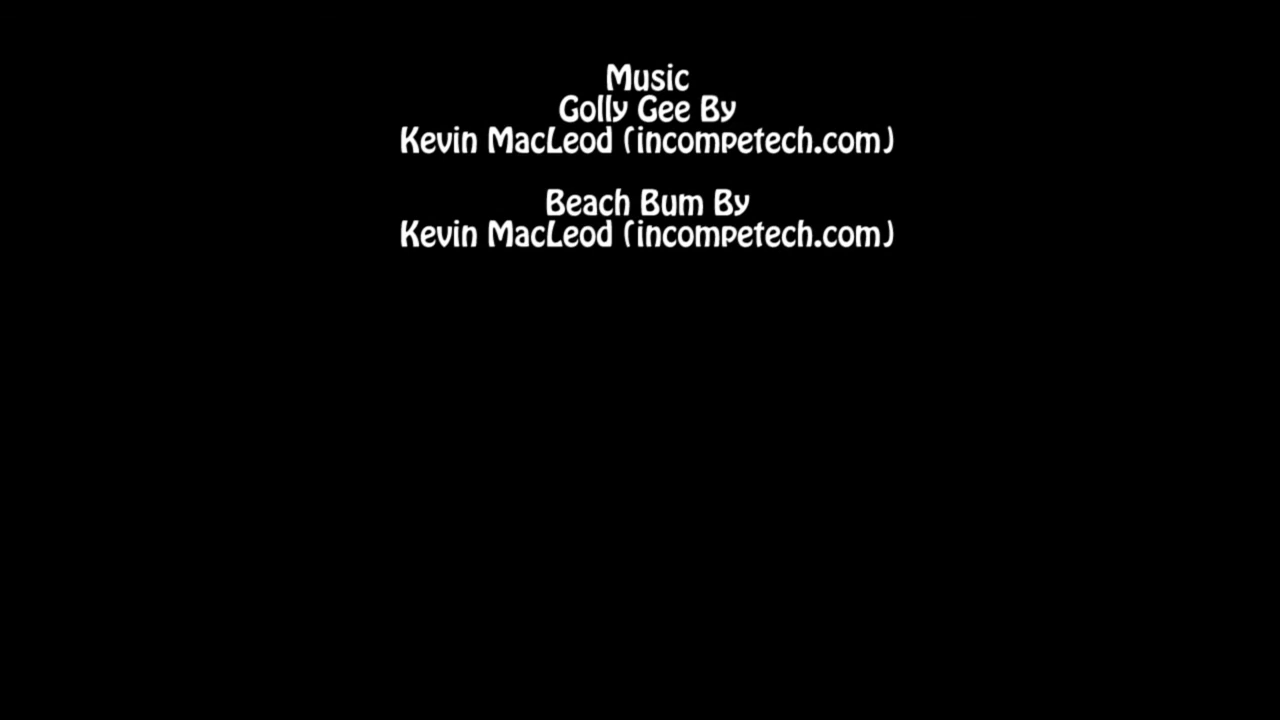 Music
Golly Gee By
Kevin MacLeod (incompetech.com)
Beach Bum By
Kevin MacLeod (incompetech.com)